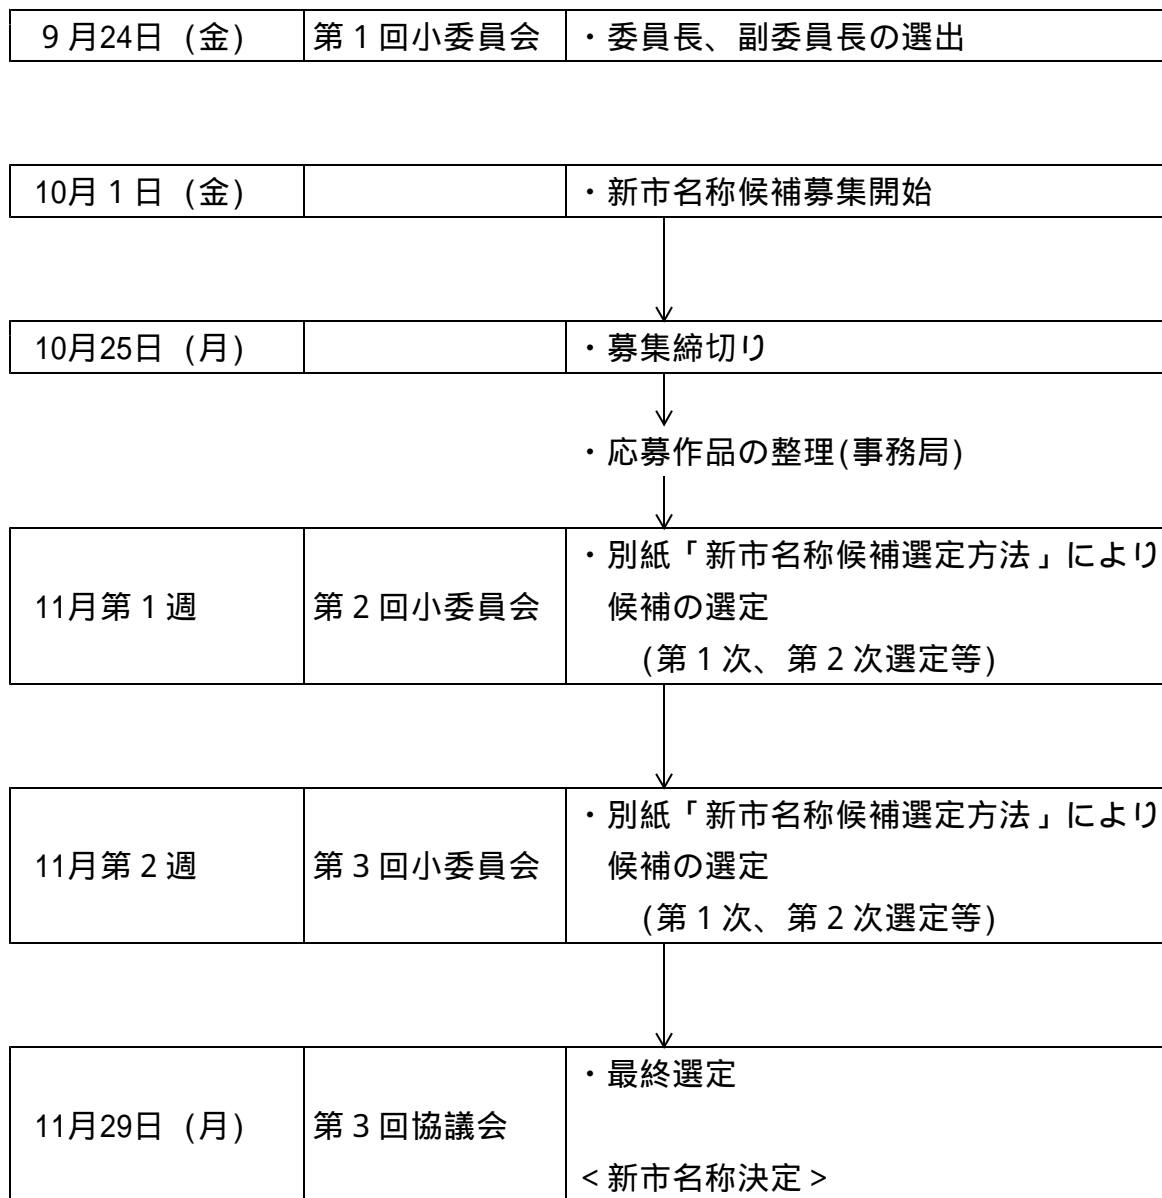 9月24日（金） 第1回小委員会 ・委員長、副委員長の選出
10月1日（金） ・新市名称候補募集開始
10月25日（月） ・募集締切り
・応募作品の整理（事務局）
・別紙「新市名称候補選定方法」により
11月第1週 第2回小委員会 候補の選定
（第1次、第2次選定等）
・別紙「新市名称候補選定方法」により
11月第2週 第3回小委員会 候補の選定
（第1次、第2次選定等）
・最終選定
11月29日（月） 第3回協議会
＜新市名称決定＞